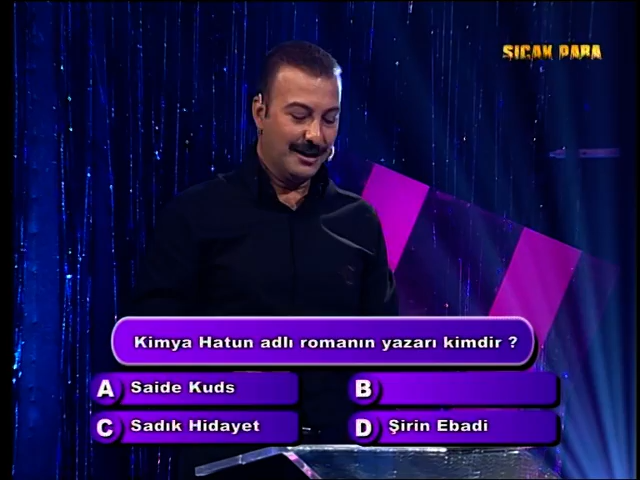 SICAK PARA
Kimya Hatun adlı romanın yazarı kimdir ?
A Saide Kuds
B
C Sadık Hidayet
D Şirin Ebadi